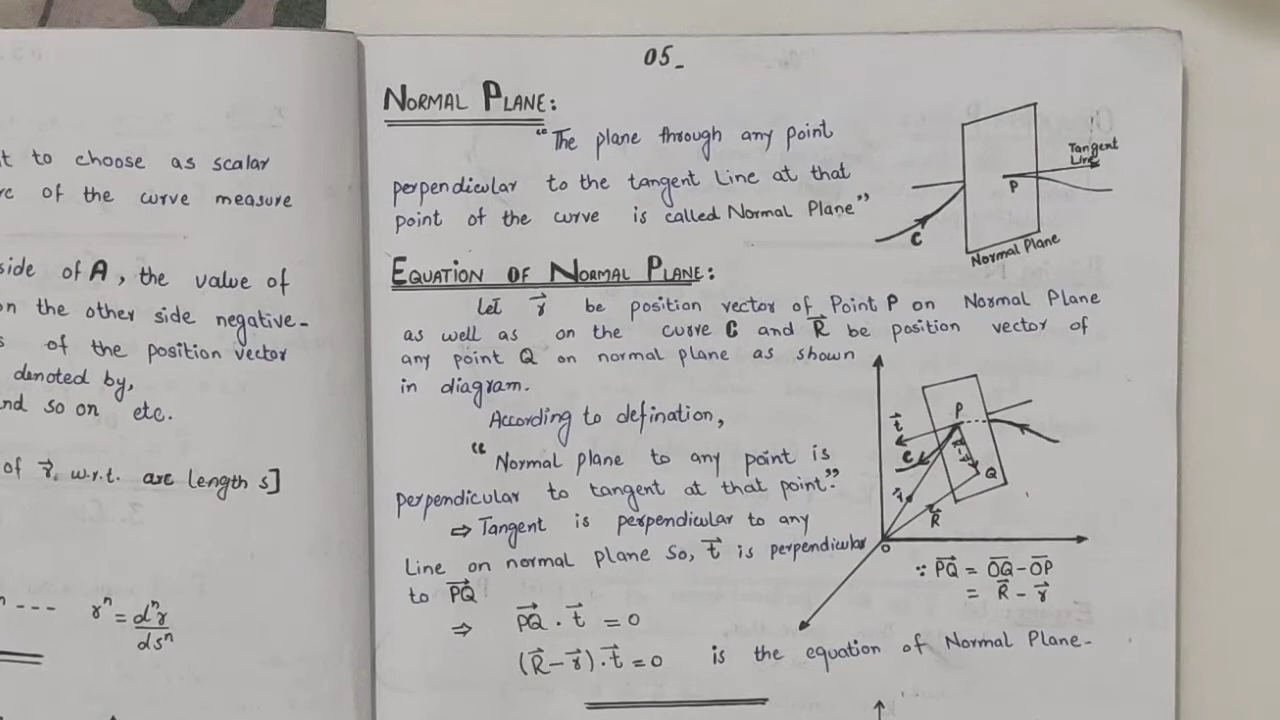 t to choose as scalar
of the curve measure
side of A, the value of
on the other side negative-
of the position vector
denoted by,
nd so on etc.
of r⃗, w.r.t. arc length s]
--- rⁿ = dⁿr/dsⁿ
05-
NORMAL PLANE:
"The plane through any point
perpendicular to the tangent Line at that
point of the curve is called Normal Plane"
Tangent
Line
P
C
Normal Plane
EQUATION OF NORMAL PLANE:
Let r⃗ be position vector of Point P on Normal Plane
as well as on the curve C and R⃗ be position vector of
any point Q on normal plane as shown
in diagram.
According to defination,
"Normal plane to any point is
perpendicular to tangent at that point."
⇒ Tangent is perpendicular to any
Line on normal plane So, t⃗ is perpendicular
to P⃗Q
⇒ P⃗Q . t⃗ = 0
(R⃗ - r⃗) . t⃗ = 0 is the equation of Normal Plane-
P
t⃗
C
R⃗-r⃗
Q
r⃗
R⃗
O
∵ P⃗Q = O̅Q̅ - O̅P̅
= R⃗ - r⃗